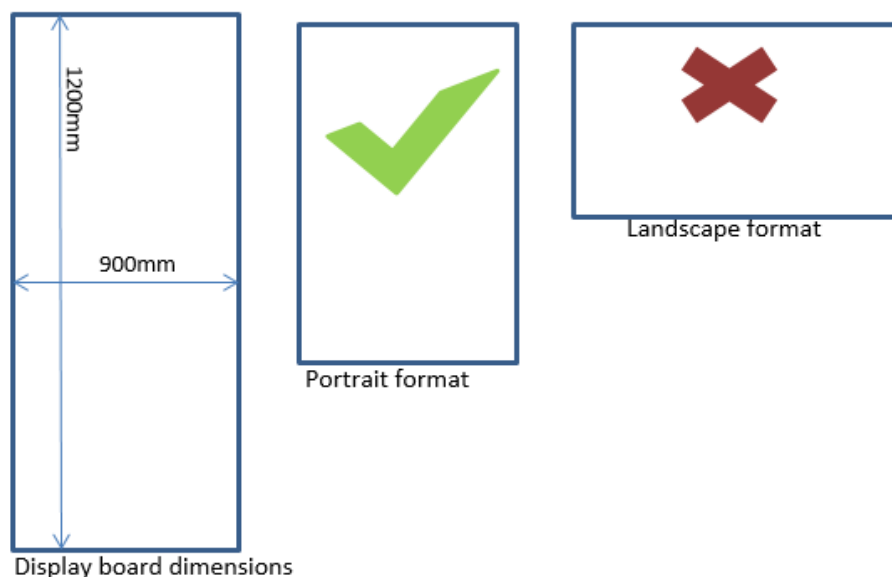 1200mm
900mm
Display board dimensions
Portrait format
Landscape format